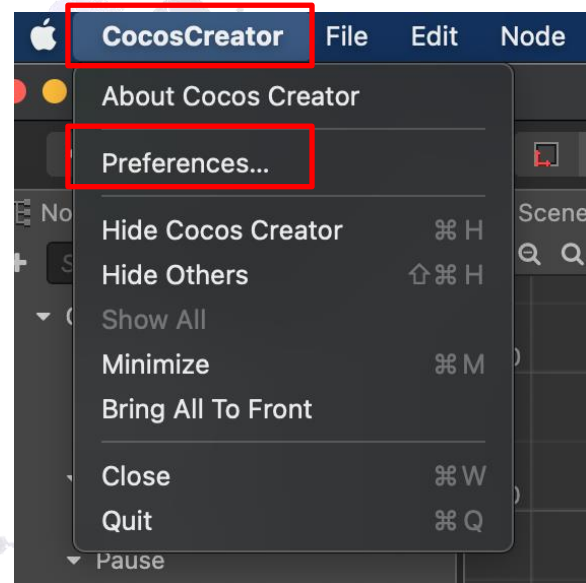 CocosCreator File Edit Node
About Cocos Creator
Preferences...
No Scene
Hide Cocos Creator ⌘ H
Hide Others ⇧ ⌘ H
Show All
Minimize ⌘ M
Bring All To Front
Close ⌘ W
Quit ⌘ Q
Pause